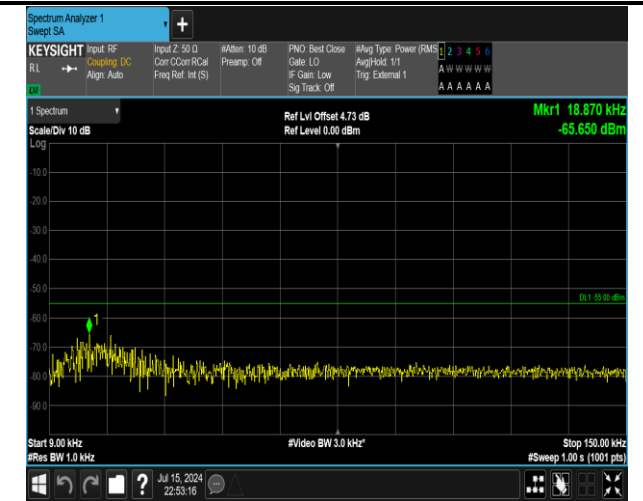 Spectrum Analyzer 1
Swept SA
+
KEYSIGHT
RL
Input: RF
Coupling: DC
Align: Auto
Input Z: 50 Ω
Corr CCorr RCal
Freq Ref: Int (S)
#Atten: 10 dB
Preamp: Off
PNO: Best Close
Gate: LO
IF Gain: Low
Sig Track: Off
#Avg Type: Power (RMS
Avg|Hold: 1/1
Trig: External 1
1 2 3 4 5 6
A W W W W W
A A A A A A
1 Spectrum
Scale/Div 10 dB
Log
Ref Lvl Offset 4.73 dB
Ref Level 0.00 dBm
Mkr1 18.870 kHz
-65.650 dBm
-10.0
-20.0
-30.0
-40.0
-50.0
DL1 -55.00 dBm
-60.0
1
-70.0
-80.0
-90.0
Start 9.00 kHz
#Video BW 3.0 kHz*
Stop 150.00 kHz
#Res BW 1.0 kHz
#Sweep 1.00 s (1001 pts)
?
Jul 15, 2024
22:53:16